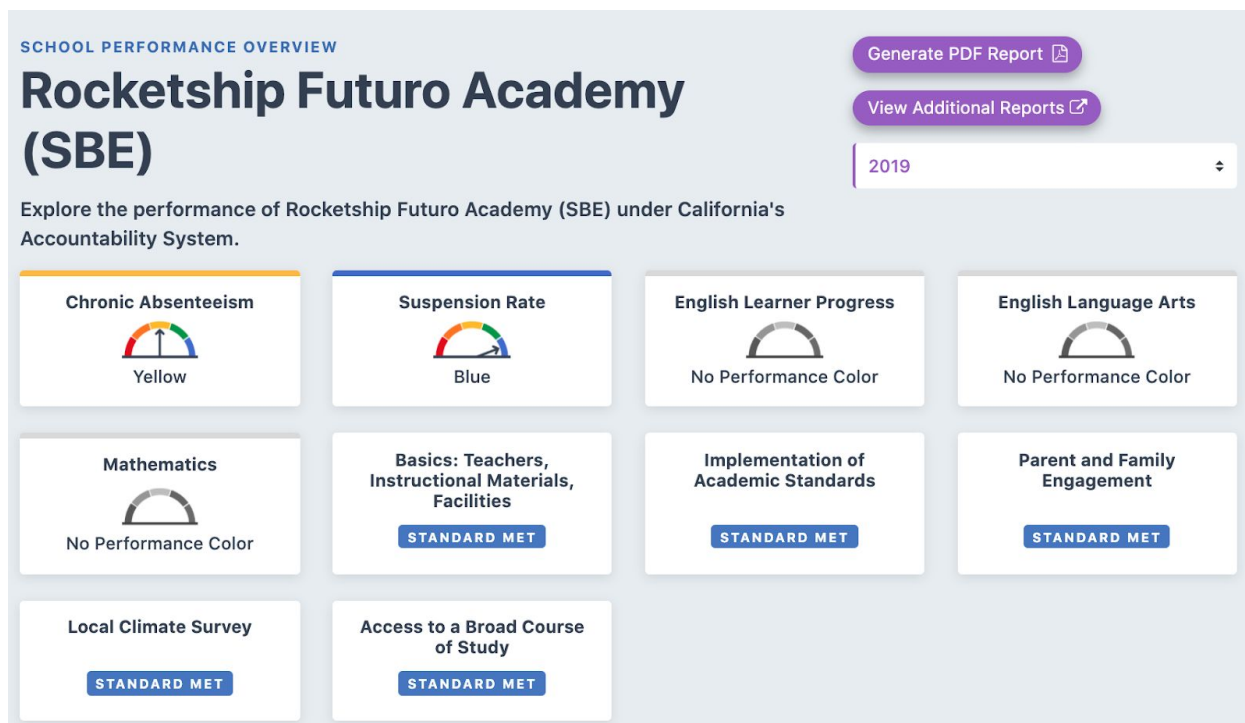 SCHOOL PERFORMANCE OVERVIEW
Rocketship Futuro Academy
(SBE)
Explore the performance of Rocketship Futuro Academy (SBE) under California's
Accountability System.
Generate PDF Report
View Additional Reports
2019
Chronic Absenteeism
Yellow
Suspension Rate
Blue
English Learner Progress
No Performance Color
English Language Arts
No Performance Color
Mathematics
No Performance Color
Basics: Teachers,
Instructional Materials,
Facilities
STANDARD MET
Implementation of
Academic Standards
STANDARD MET
Parent and Family
Engagement
STANDARD MET
Local Climate Survey
STANDARD MET
Access to a Broad Course
of Study
STANDARD MET